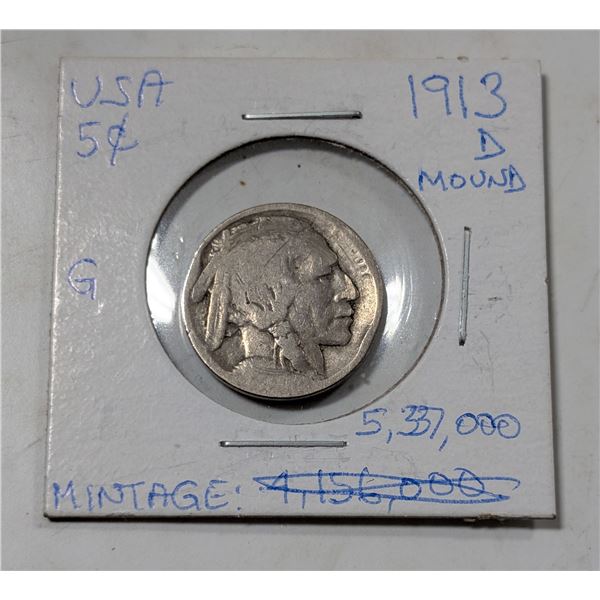 USA 1913
5¢ D
MOUND
G
5,337,000
MINTAGE: 4,156,000